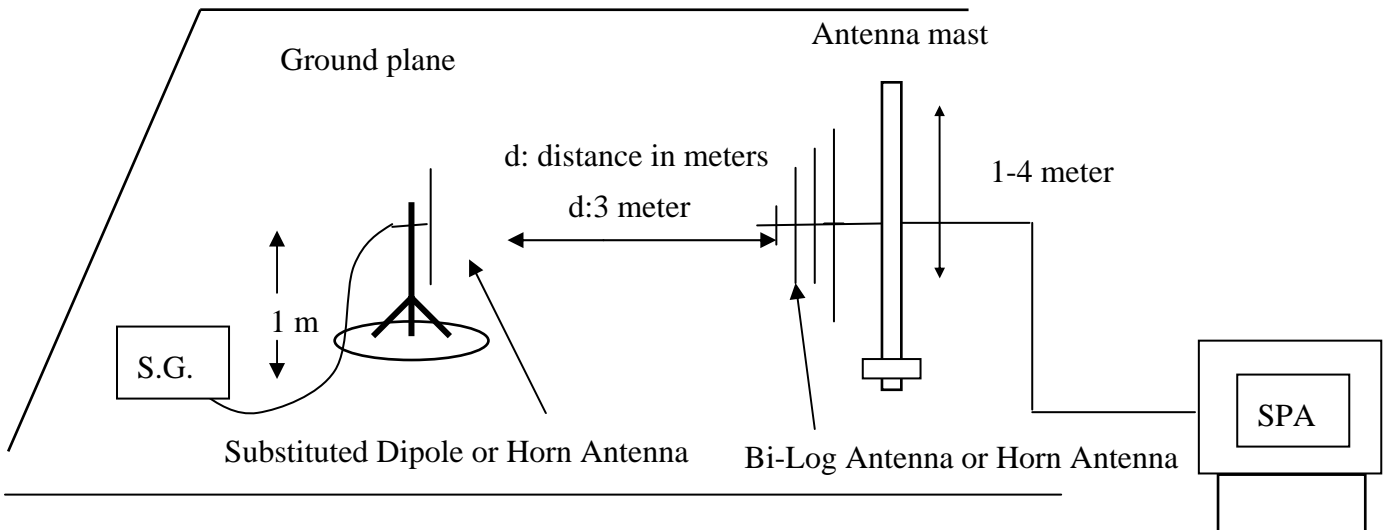 Antenna mast
Ground plane
d: distance in meters
d:3 meter
1-4 meter
1 m
S.G.
SPA
Substituted Dipole or Horn Antenna
Bi-Log Antenna or Horn Antenna